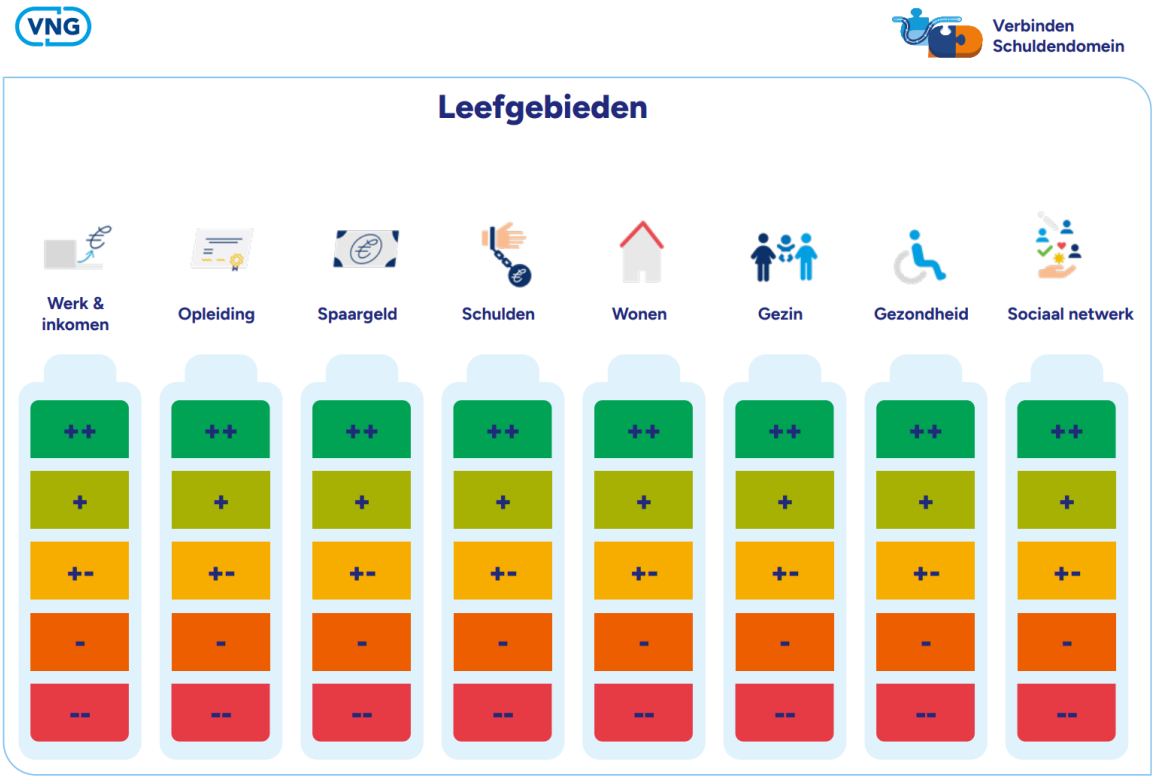 VNG
Verbinden
Schuldendomein
Leefgebieden
Werk &
inkomen
Opleiding
Spaargeld
Schulden
Wonen
Gezin
Gezondheid
Sociaal netwerk
++ ++ ++ ++ ++ ++ ++ ++
+ + + + + + + +
+- +- +- +- +- +- +- +-
- - - - - - - -
-- -- -- -- -- -- -- --